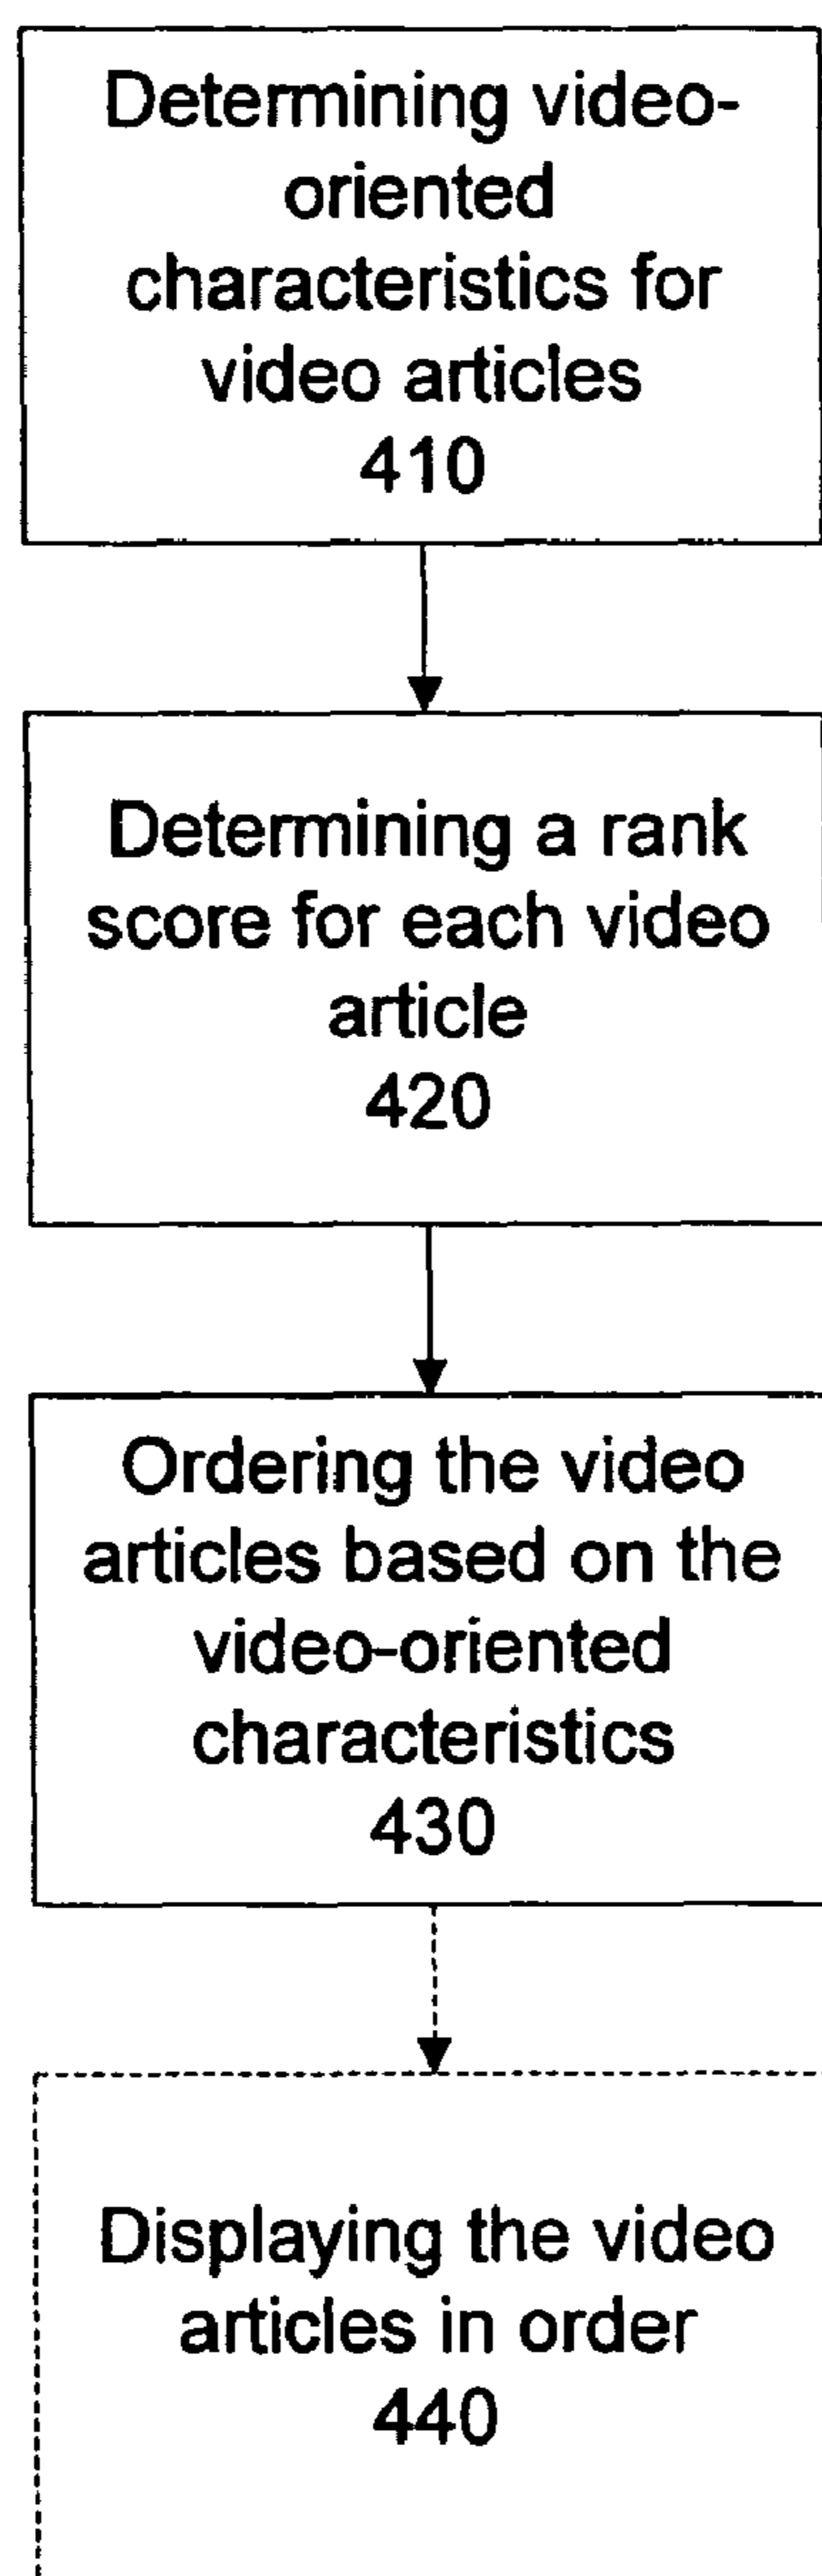 Determining video-
oriented
characteristics for
video articles
410
Determining a rank
score for each video
article
420
Ordering the video
articles based on the
video-oriented
characteristics
430
Displaying the video
articles in order
440